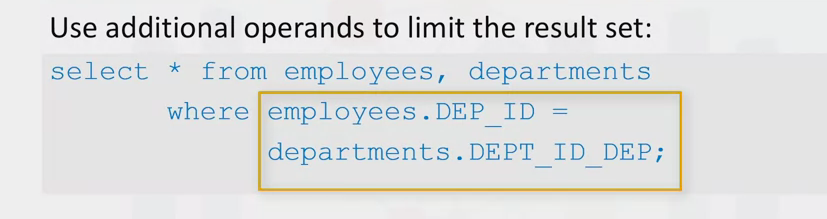 Use additional operands to limit the result set:
select * from employees, departments
where employees.DEP_ID =
departments.DEPT_ID_DEP;